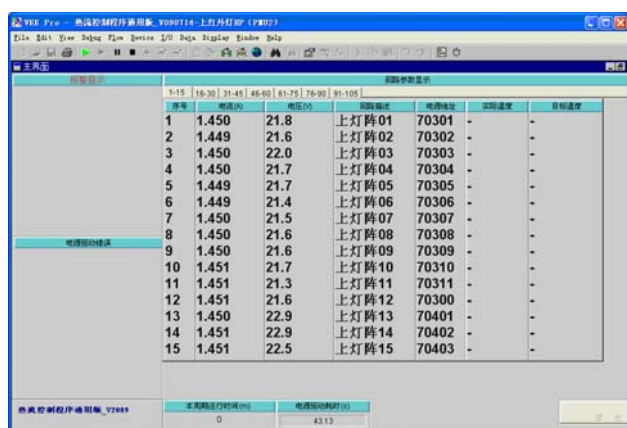 VEE Pro - 热流控制程序通用版_V090714-上红外灯BP (PMU2)
File Edit View Debug Flow Device I/O Data Display Window Help
主界面
报警显示
回路参数显示
1-15 16-30 31-45 46-60 61-75 76-90 91-105
序号 电流(A) 电压(V) 回路描述 电源地址 实际温度 目标温度
1 1.450 21.8 上灯阵01 70301 - -
2 1.449 21.6 上灯阵02 70302 - -
3 1.450 22.0 上灯阵03 70303 - -
4 1.450 21.7 上灯阵04 70304 - -
5 1.449 21.7 上灯阵05 70305 - -
6 1.449 21.4 上灯阵06 70306 - -
7 1.450 21.5 上灯阵07 70307 - -
8 1.450 21.6 上灯阵08 70308 - -
9 1.450 21.6 上灯阵09 70309 - -
10 1.451 21.7 上灯阵10 70310 - -
11 1.451 21.3 上灯阵11 70311 - -
12 1.451 21.6 上灯阵12 70300 - -
13 1.450 22.9 上灯阵13 70401 - -
14 1.451 22.9 上灯阵14 70402 - -
15 1.451 22.5 上灯阵15 70403 - -
电源驱动错误
热流控制程序通用版_V2009
本周期运行时间(m)
0
电源驱动耗时(s)
43.13